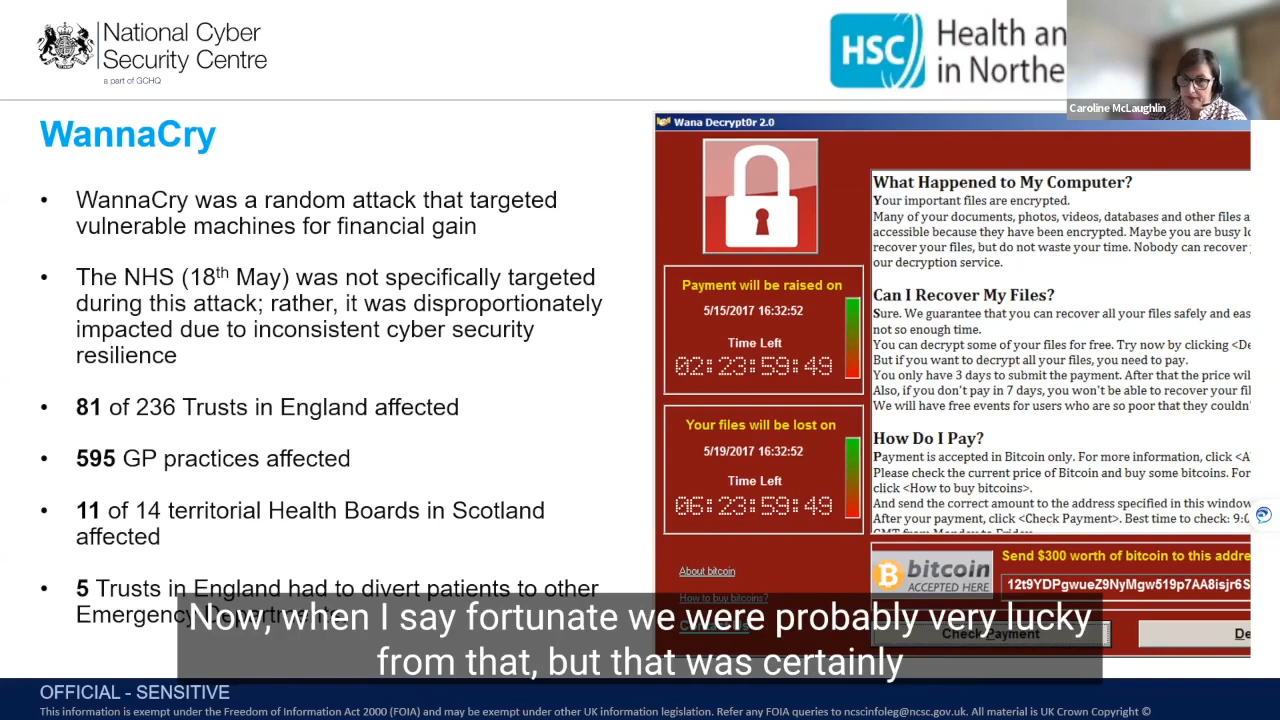 National Cyber
Security Centre
a part of GCHQ
HSC
Health an
in Northe
Caroline McLaughlin
WannaCry
• WannaCry was a random attack that targeted
vulnerable machines for financial gain
• The NHS (18th May) was not specifically targeted
during this attack; rather, it was disproportionately
impacted due to inconsistent cyber security
resilience
• 81 of 236 Trusts in England affected
• 595 GP practices affected
• 11 of 14 territorial Health Boards in Scotland
affected
• 5 Trusts in England had to divert patients to other
Emergency Departments
Wana Decrypt0r 2.0
Payment will be raised on
5/15/2017 16:32:52
Time Left
02:23:59:49
Your files will be lost on
5/19/2017 16:32:52
Time Left
06:23:59:49
About bitcoin
How to buy bitcoins?
What Happened to My Computer?
Your important files are encrypted.
Many of your documents, photos, videos, databases and other files a
accessible because they have been encrypted. Maybe you are busy lo
recover your files, but do not waste your time. Nobody can recover
our decryption service.
Can I Recover My Files?
Sure. We guarantee that you can recover all your files safely and eas
not so enough time.
You can decrypt some of your files for free. Try now by clicking <De
But if you want to decrypt all your files, you need to pay.
You only have 3 days to submit the payment. After that the price wil
Also, if you don't pay in 7 days, you won't be able to recover your fil
We will have free events for users who are so poor that they couldn'
How Do I Pay?
Payment is accepted in Bitcoin only. For more information, click <A
Please check the current price of Bitcoin and buy some bitcoins. For
click <How to buy bitcoins>.
And send the correct amount to the address specified in this window
After your payment, click <Check Payment>. Best time to check: 9:0
GMT from Monday to Friday.
bitcoin
ACCEPTED HERE
Send $300 worth of bitcoin to this addre
12t9YDPgwueZ9NyMgw519p7AA8isjr6S
Check Payment
De
Now, when I say fortunate we were probably very lucky
from that, but that was certainly
OFFICIAL - SENSITIVE
This information is exempt under the Freedom of Information Act 2000 (FOIA) and may be exempt under other UK information legislation. Refer any FOIA queries to ncscinfoleg@ncsc.gov.uk. All material is UK Crown Copyright ©